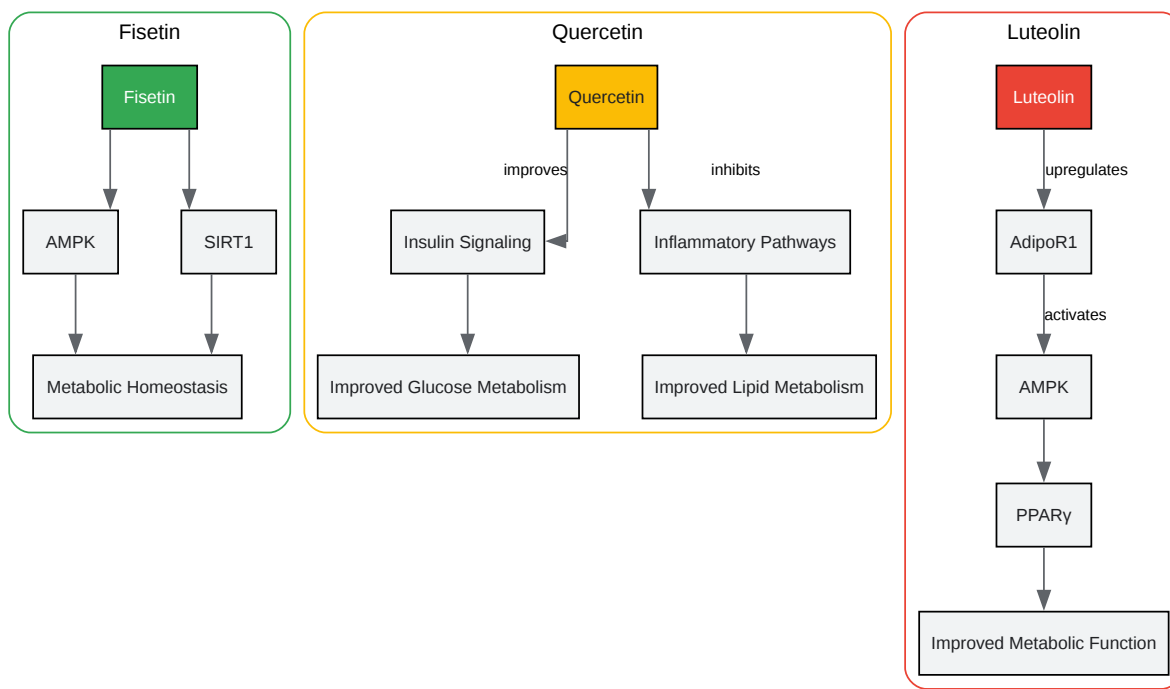 Fisetin
Fisetin
AMPK
SIRT1
Metabolic Homeostasis
Quercetin
Quercetin
improves
inhibits
Insulin Signaling
Inflammatory Pathways
Improved Glucose Metabolism
Improved Lipid Metabolism
Luteolin
Luteolin
upregulates
AdipoR1
activates
AMPK
PPARγ
Improved Metabolic Function